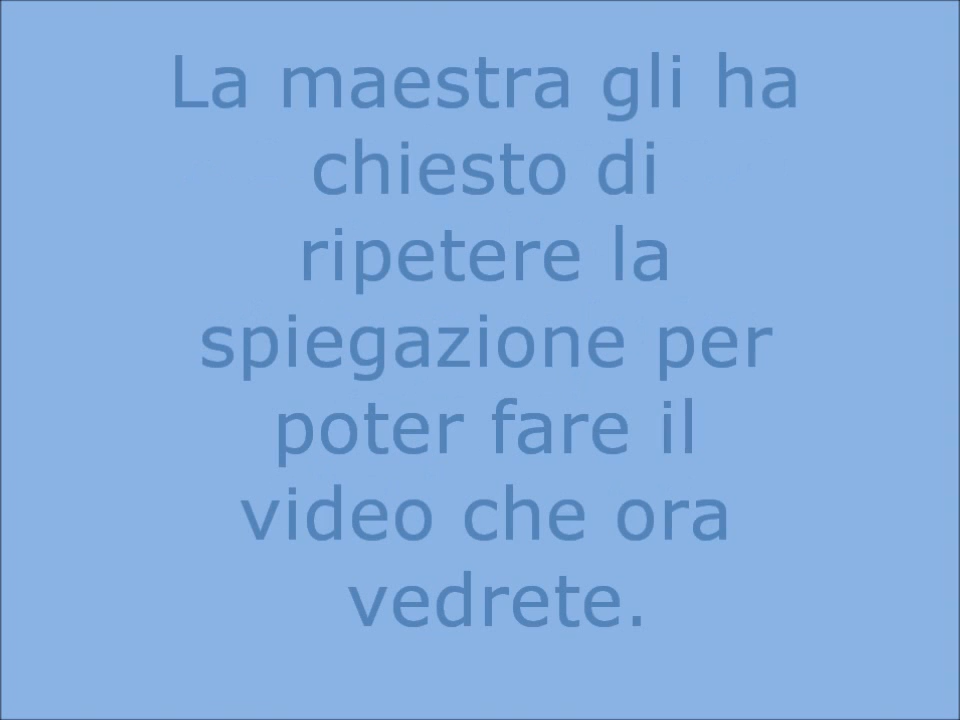 La maestra gli ha
chiesto di
ripetere la
spiegazione per
poter fare il
video che ora
vedrete.